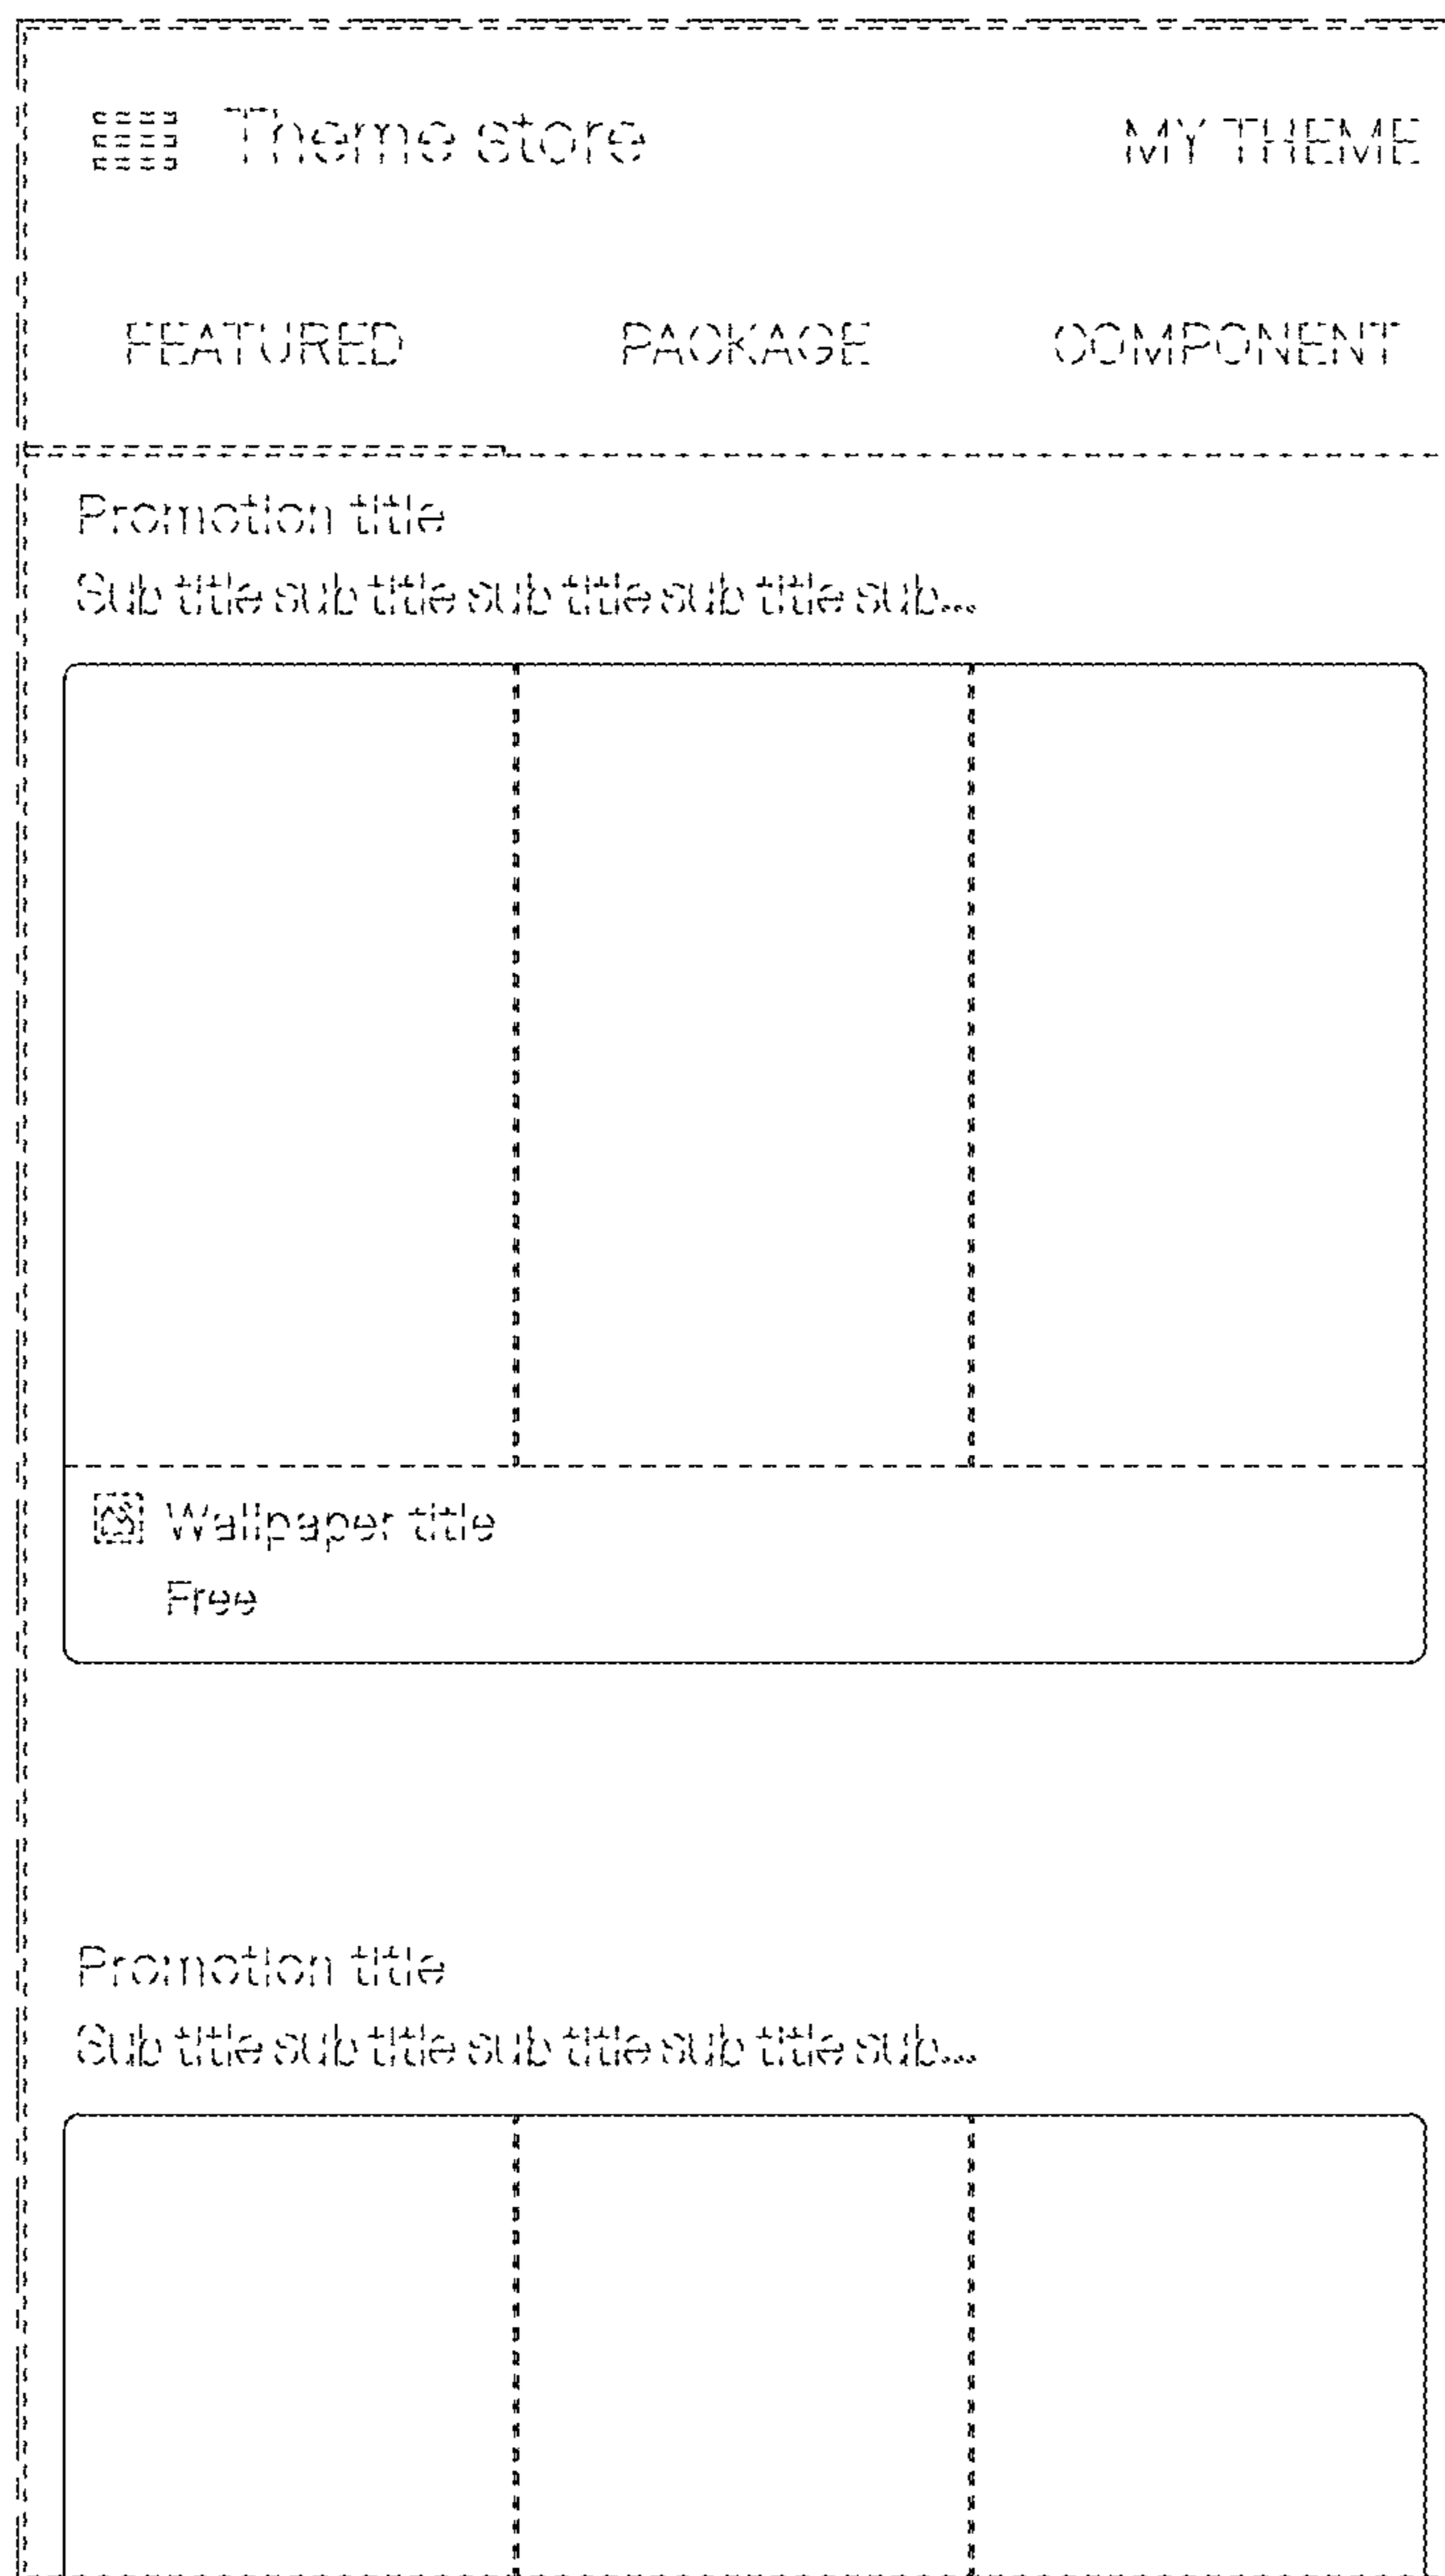 Theme store
MY THEME
FEATURED
PACKAGE
COMPONENT
Promotion title
Sub title sub title sub title sub title sub...
Wallpaper title
Free
Promotion title
Sub title sub title sub title sub title sub...